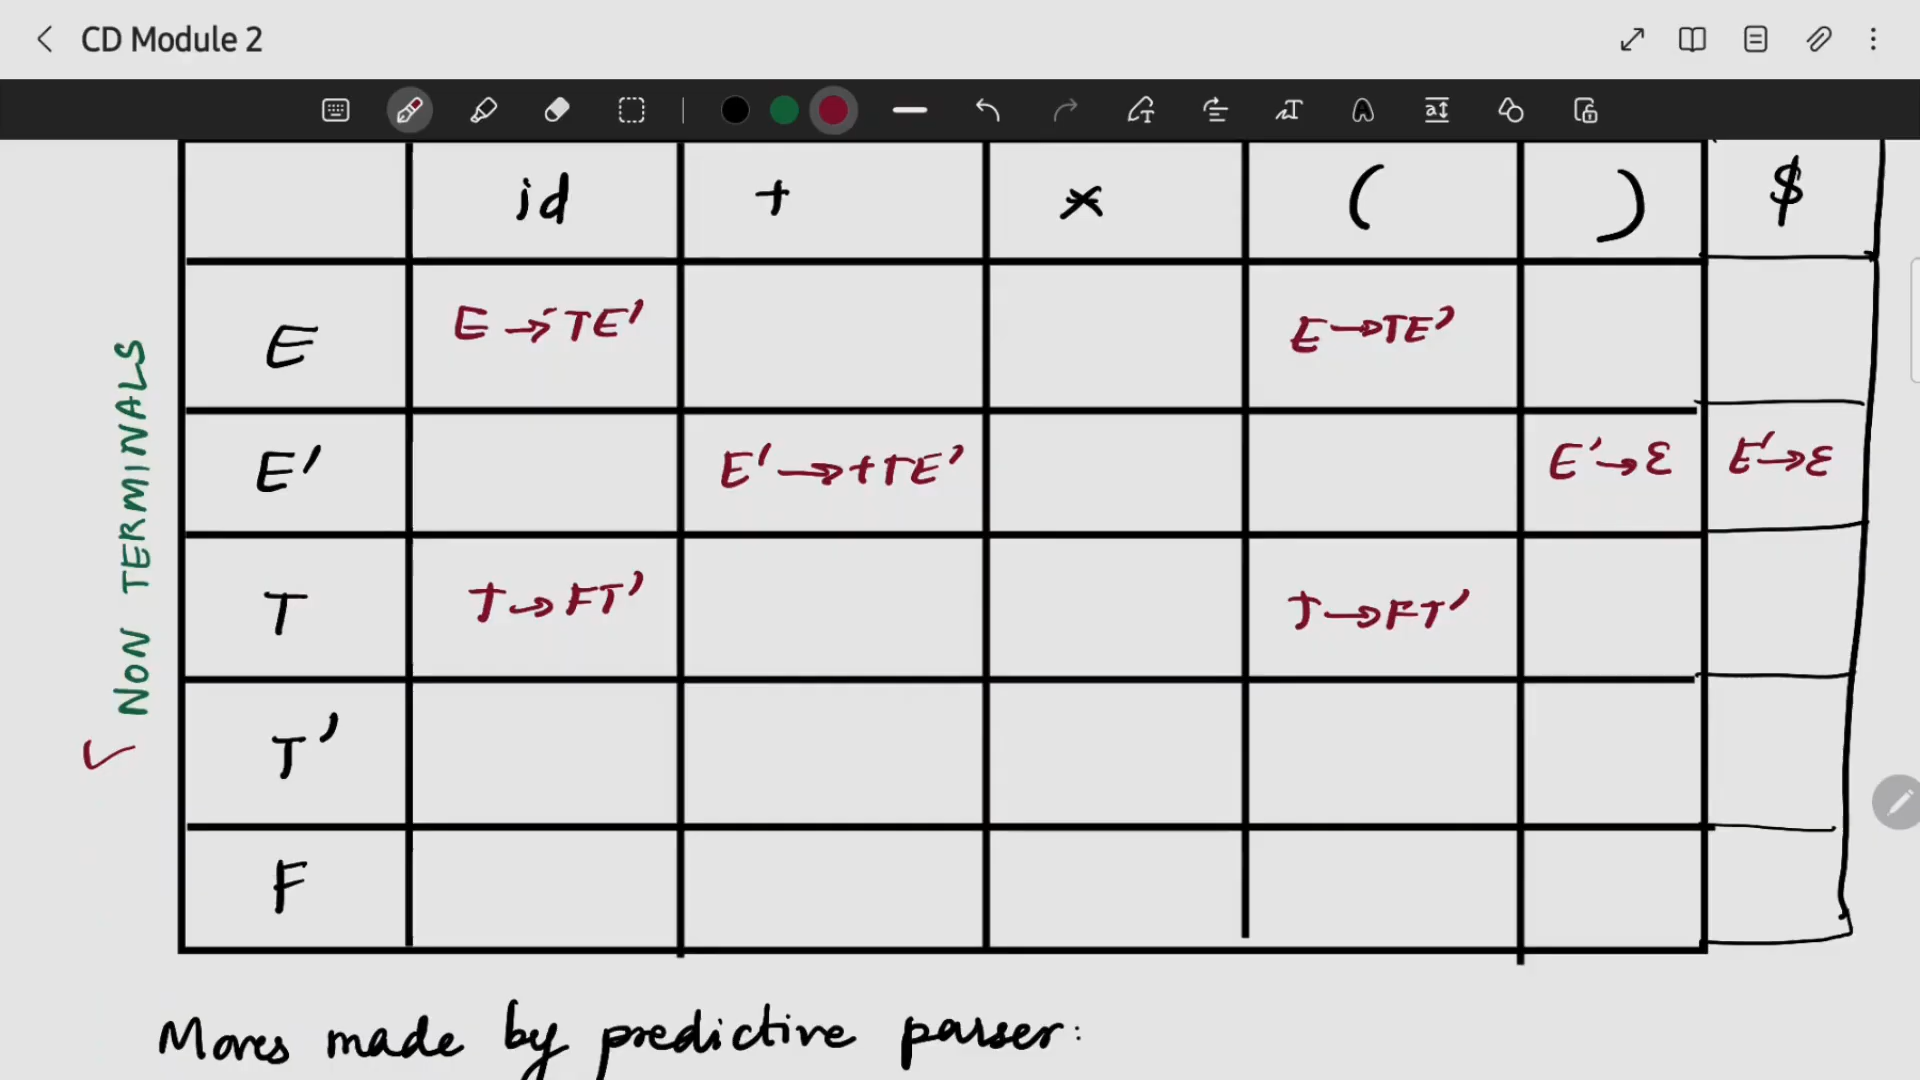 CD Module 2
id + * ( ) $
E E → TE' E → TE'
E' E' → +TE' E' → ε E' → ε
T T → FT' T → FT'
T'
F
NON TERMINALS
Moves made by predictive parser: